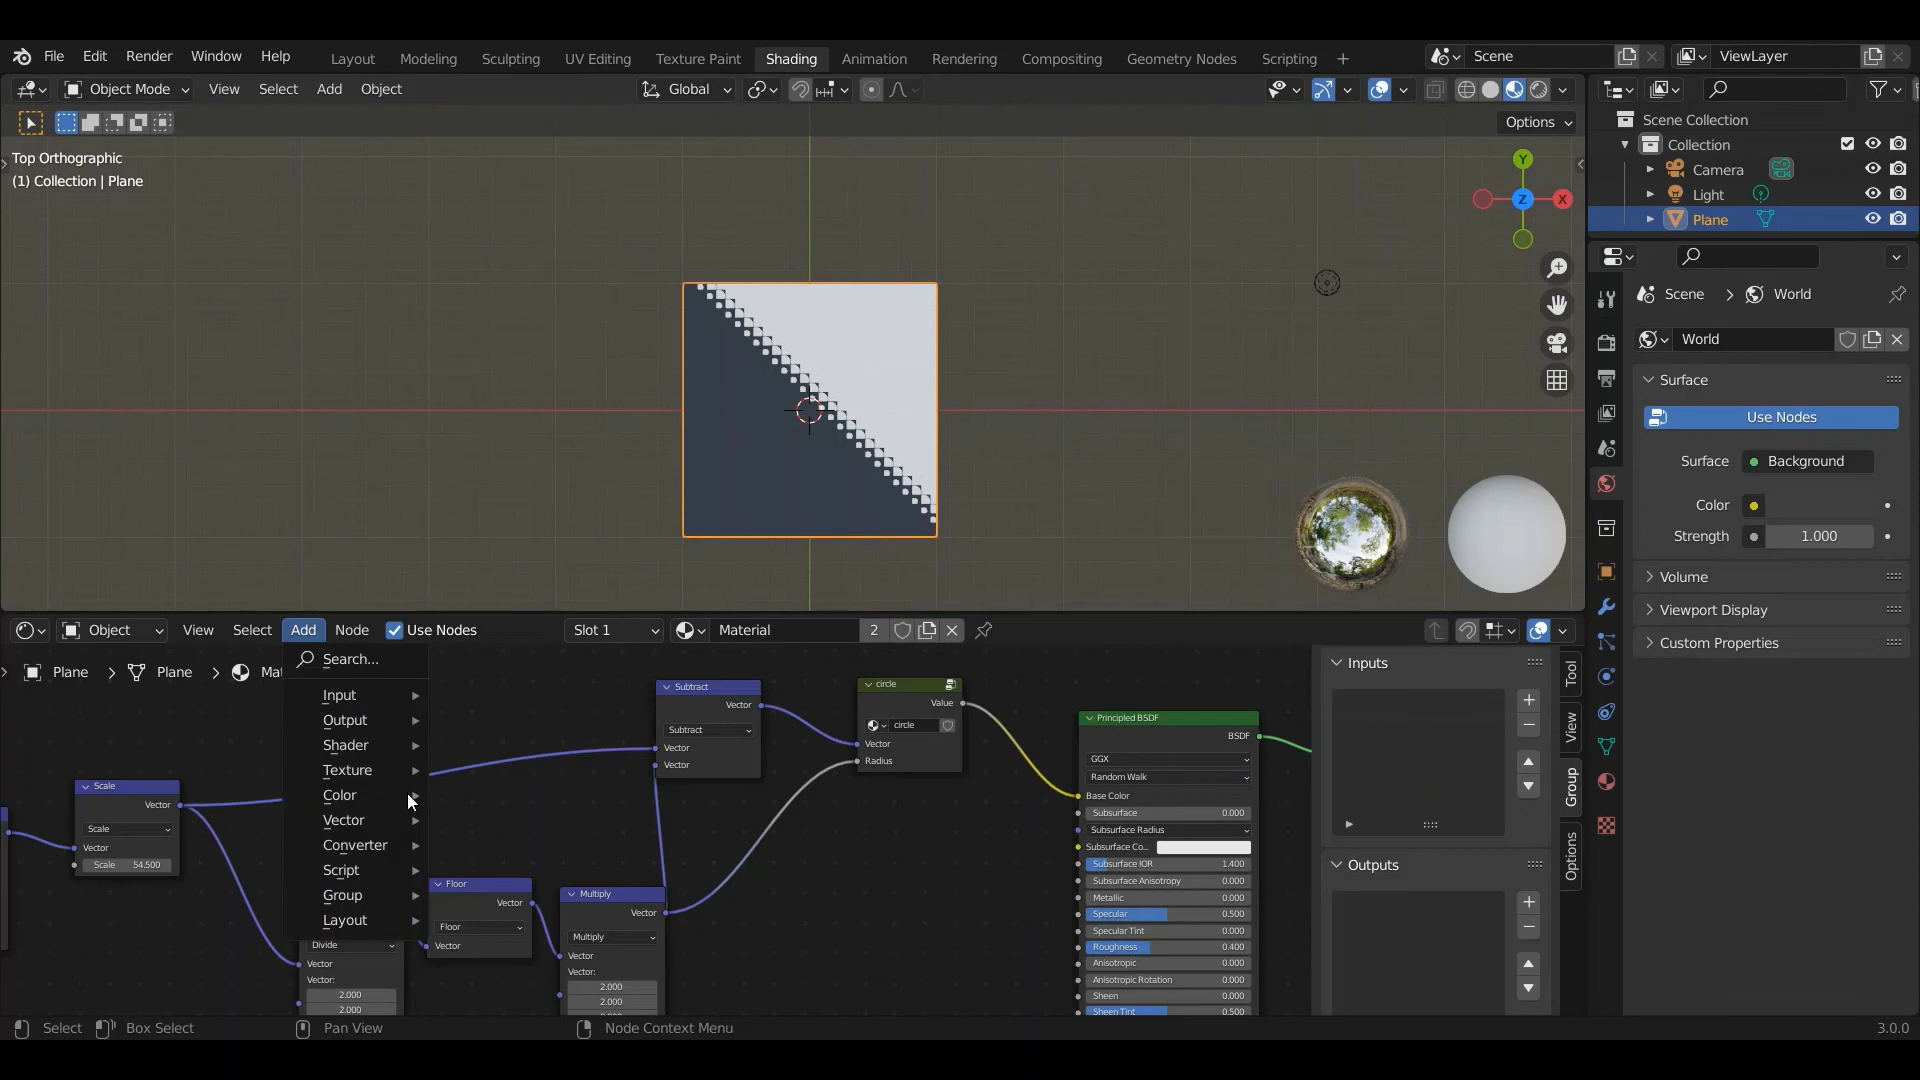 File Edit Render Window Help Layout Modeling Sculpting UV Editing Texture Paint Shading Animation Rendering Compositing Geometry Nodes Scripting + Scene ViewLayer
Object Mode View Select Add Object Global
Options
Top Orthographic
(1) Collection | Plane
Y
Z
X
Scene Collection
Collection
Camera
Light
Plane
Scene > World
World
Surface
Use Nodes
Surface Background
Color
Strength 1.000
Volume
Viewport Display
Custom Properties
Object View Select Add Node Use Nodes Slot 1 Material 2
Plane > Plane >
Search...
Input
Output
Shader
Texture
Color
Vector
Converter
Script
Group
Layout
Scale
Vector
Scale
Vector
Scale 54.500
Divide
Vector
Vector:
2.000
2.000
Floor
Vector
Floor
Vector
Multiply
Vector
Multiply
Vector
Vector:
2.000
2.000
Subtract
Vector
Subtract
Vector
Vector
circle
Value
circle
Vector
Radius
Principled BSDF
BSDF
GGX
Random Walk
Base Color
Subsurface 0.000
Subsurface Radius
Subsurface Co...
Subsurface IOR 1.400
Subsurface Anisotropy 0.000
Metallic 0.000
Specular 0.500
Specular Tint 0.000
Roughness 0.400
Anisotropic 0.000
Anisotropic Rotation 0.000
Sheen 0.000
Sheen Tint 0.500
Inputs
Outputs
Tool
View
Group
Options
Select Box Select Pan View Node Context Menu 3.0.0